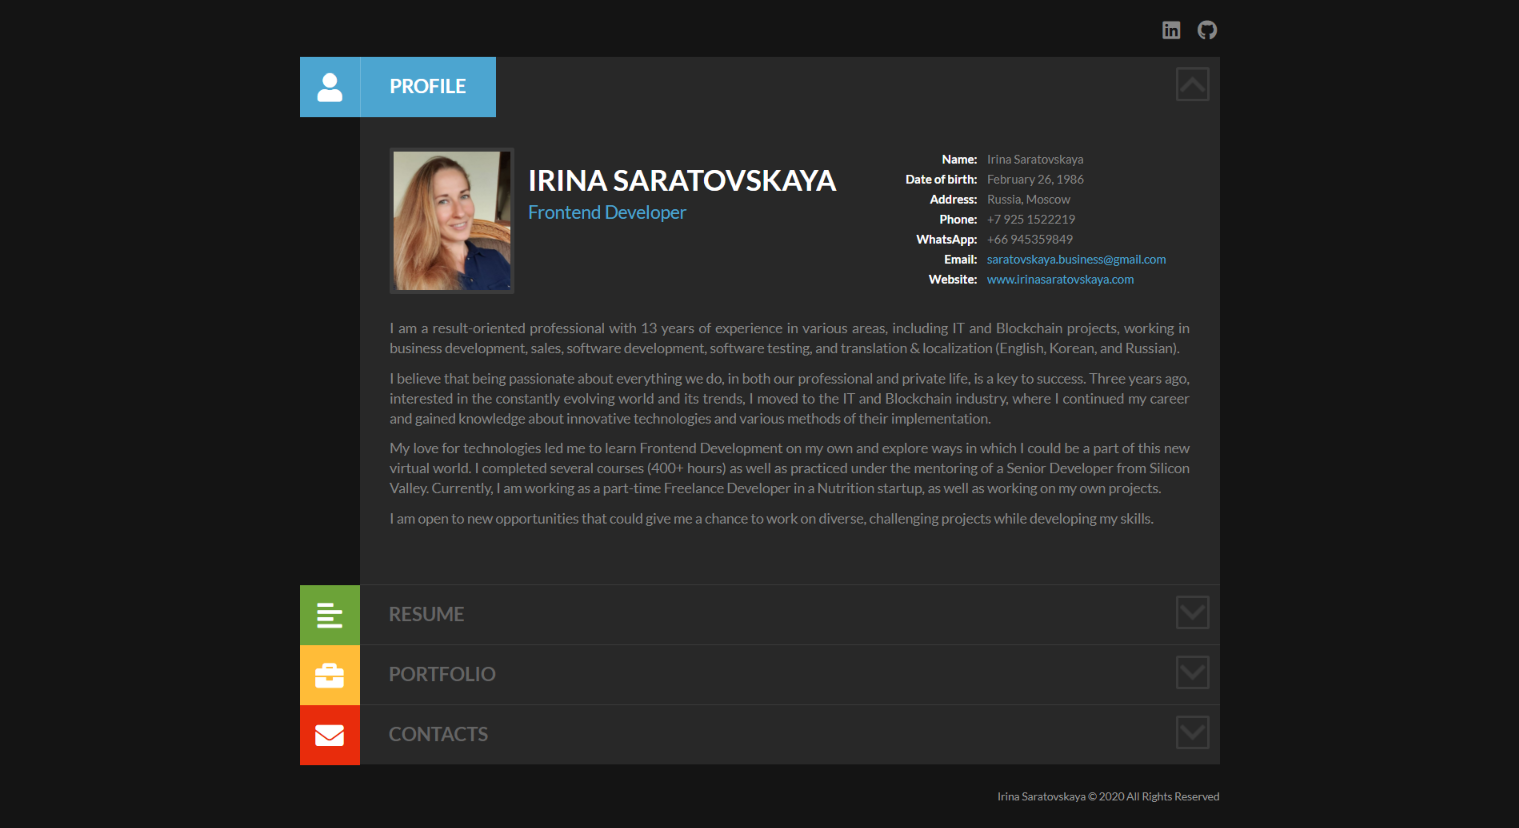 PROFILE
IRINA SARATOVSKAYA
Frontend Developer
Name: Irina Saratovskaya
Date of birth: February 26, 1986
Address: Russia, Moscow
Phone: +7 925 1522219
WhatsApp: +66 945359849
Email: saratovskaya.business@gmail.com
Website: www.irinasaratovskaya.com
I am a result-oriented professional with 13 years of experience in various areas, including IT and Blockchain projects, working in
business development, sales, software development, software testing, and translation & localization (English, Korean, and Russian).
I believe that being passionate about everything we do, in both our professional and private life, is a key to success. Three years ago,
interested in the constantly evolving world and its trends, I moved to the IT and Blockchain industry, where I continued my career
and gained knowledge about innovative technologies and various methods of their implementation.
My love for technologies led me to learn Frontend Development on my own and explore ways in which I could be a part of this new
virtual world. I completed several courses (400+ hours) as well as practiced under the mentoring of a Senior Developer from Silicon
Valley. Currently, I am working as a part-time Freelance Developer in a Nutrition startup, as well as working on my own projects.
I am open to new opportunities that could give me a chance to work on diverse, challenging projects while developing my skills.
RESUME
PORTFOLIO
CONTACTS
Irina Saratovskaya © 2020 All Rights Reserved